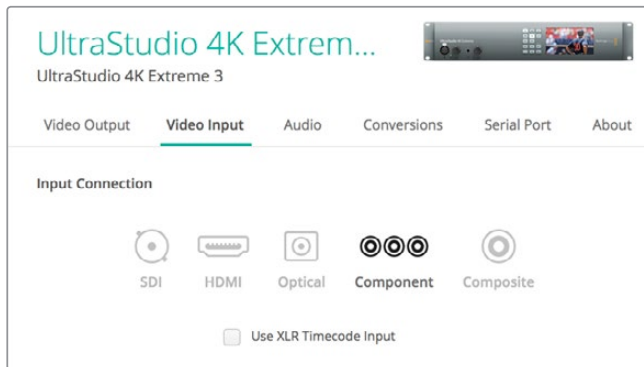 UltraStudio 4K Extrem...
UltraStudio 4K Extreme 3
Video Output Video Input Audio Conversions Serial Port About
Input Connection
SDI HDMI Optical Component Composite
Use XLR Timecode Input